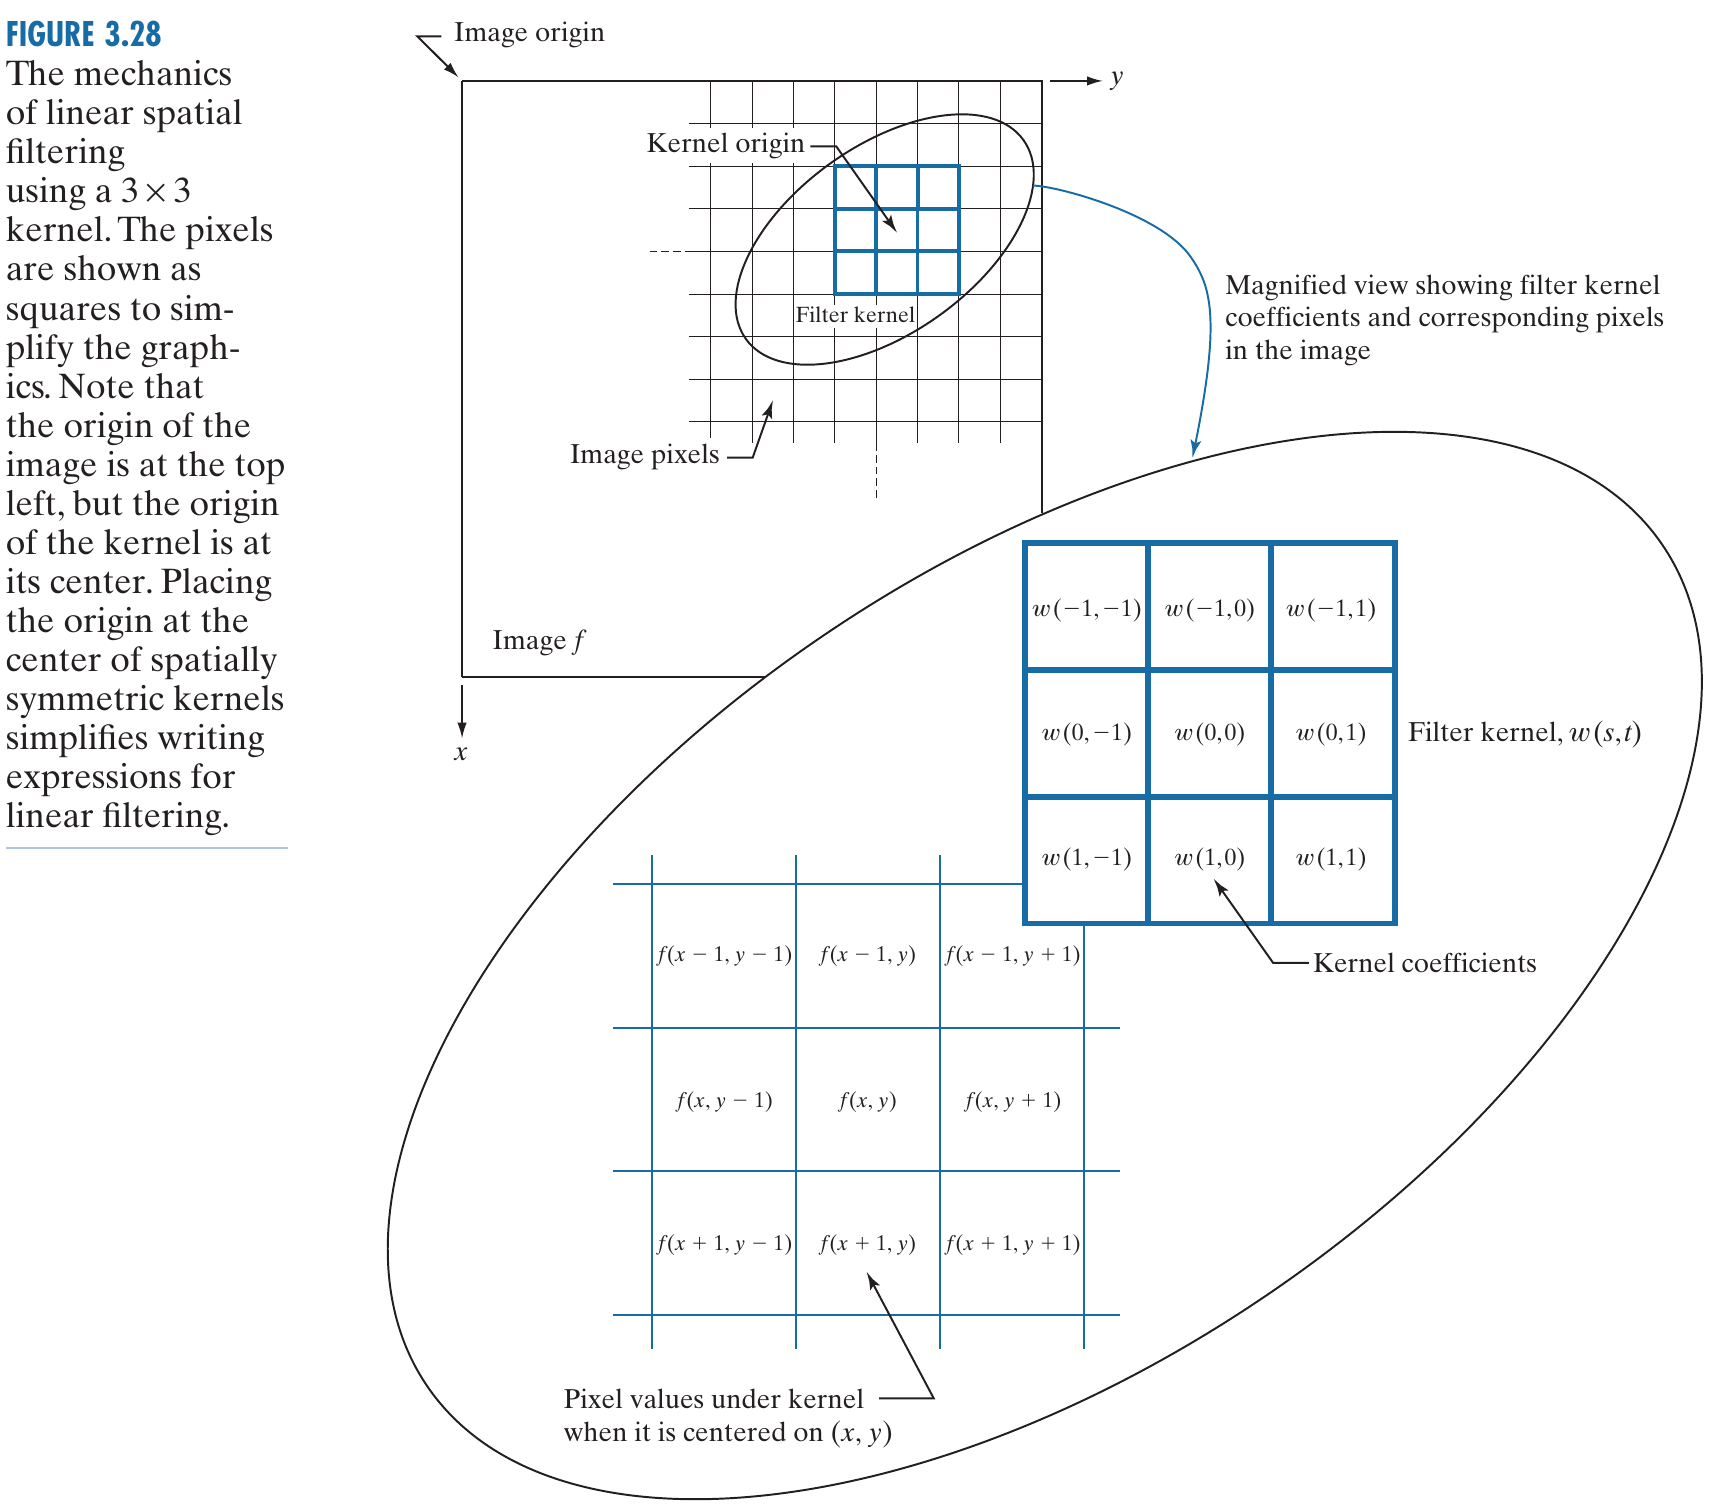 FIGURE 3.28
The mechanics
of linear spatial
filtering
using a 3 × 3
kernel. The pixels
are shown as
squares to sim-
plify the graph-
ics. Note that
the origin of the
image is at the top
left, but the origin
of the kernel is at
its center. Placing
the origin at the
center of spatially
symmetric kernels
simplifies writing
expressions for
linear filtering.
Image origin
y
Kernel origin
Filter kernel
Image pixels
Image f
x
Magnified view showing filter kernel
coefficients and corresponding pixels
in the image
w(−1,−1) w(−1,0) w(−1,1)
w(0,−1) w(0,0) w(0,1)
Filter kernel, w(s,t)
w(1,−1) w(1,0) w(1,1)
Kernel coefficients
f(x − 1, y − 1) f(x − 1, y) f(x − 1, y + 1)
f(x, y − 1) f(x, y) f(x, y + 1)
f(x + 1, y − 1) f(x + 1, y) f(x + 1, y + 1)
Pixel values under kernel
when it is centered on (x, y)